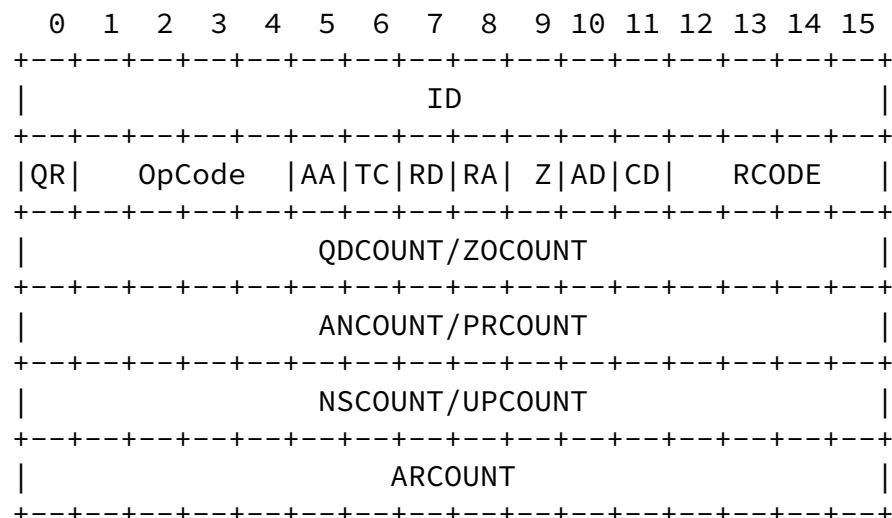 0 1 2 3 4 5 6 7 8 9 10 11 12 13 14 15
+--+--+--+--+--+--+--+--+--+--+--+--+--+--+--+--+
| ID |
+--+--+--+--+--+--+--+--+--+--+--+--+--+--+--+--+
|QR| OpCode |AA|TC|RD|RA| Z|AD|CD| RCODE |
+--+--+--+--+--+--+--+--+--+--+--+--+--+--+--+--+
| QDCOUNT/ZOCOUNT |
+--+--+--+--+--+--+--+--+--+--+--+--+--+--+--+--+
| ANCOUNT/PRCOUNT |
+--+--+--+--+--+--+--+--+--+--+--+--+--+--+--+--+
| NSCOUNT/UPCOUNT |
+--+--+--+--+--+--+--+--+--+--+--+--+--+--+--+--+
| ARCOUNT |
+--+--+--+--+--+--+--+--+--+--+--+--+--+--+--+--+